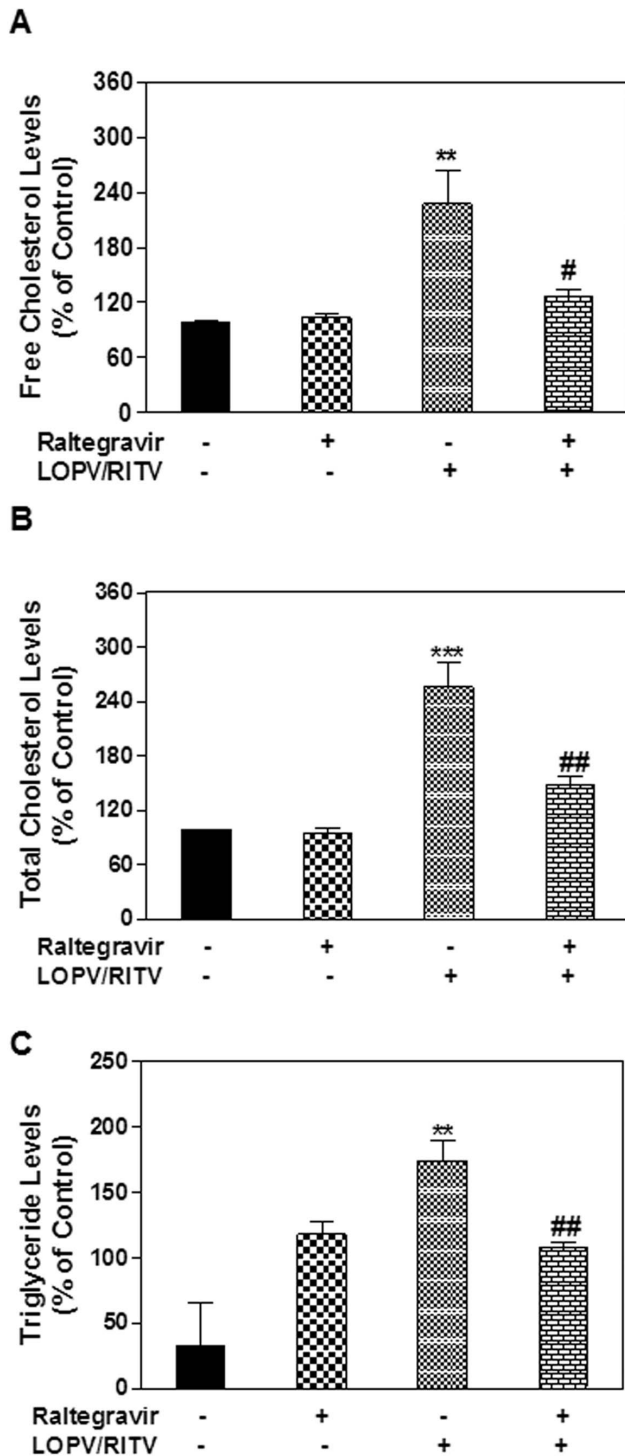 A
Free Cholesterol Levels
(% of Control)
360
300
240
180
120
60
0
**
#
Raltegravir - + - +
LOPV/RITV - - + +
B
Total Cholesterol Levels
(% of Control)
360
300
240
180
120
60
0
***
##
Raltegravir - + - +
LOPV/RITV - - + +
C
Triglyceride Levels
(% of Control)
250
200
150
100
50
0
**
##
Raltegravir - + - +
LOPV/RITV - - + +